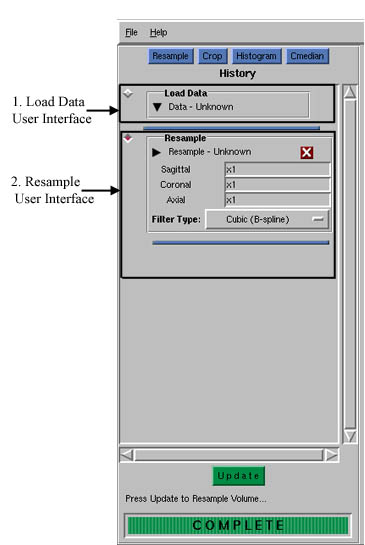 File Help
Resample Crop Histogram Cmedian
History
1. Load Data
User Interface
Load Data
Data - Unknown
2. Resample
User Interface
Resample
Resample - Unknown
Sagittal x1
Coronal x1
Axial x1
Filter Type: Cubic (B-spline)
Update
Press Update to Resample Volume...
COMPLETE